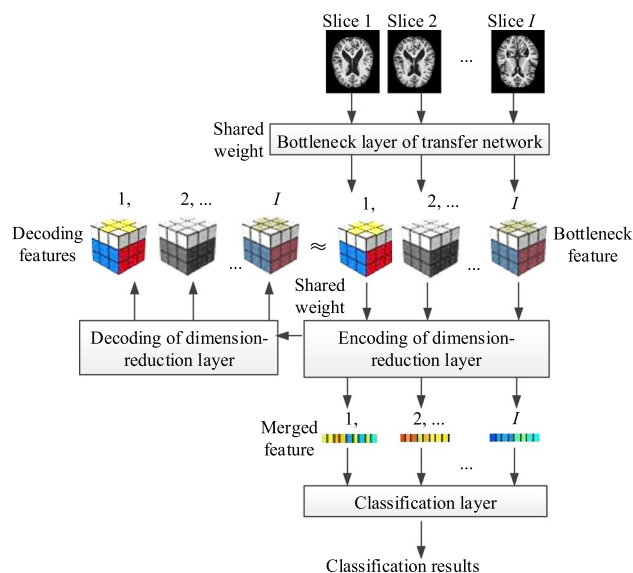 Slice 1 Slice 2 Slice I
...
Shared
weight
Bottleneck layer of transfer network
1, 2, ... I 1, 2, ... I
Decoding
features
≈
Bottleneck
feature
... ...
Shared
weight
Decoding of dimension-
reduction layer
Encoding of dimension-
reduction layer
1, 2, ... I
Merged
feature
...
Classification layer
Classification results